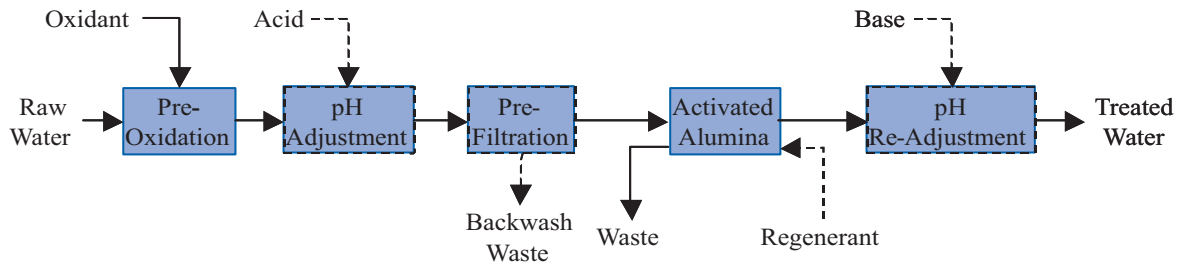 Oxidant
Acid
Base
Raw
Water
Pre-
Oxidation
pH
Adjustment
Pre-
Filtration
Activated
Alumina
pH
Re-Adjustment
Treated
Water
Backwash
Waste
Waste
Regenerant